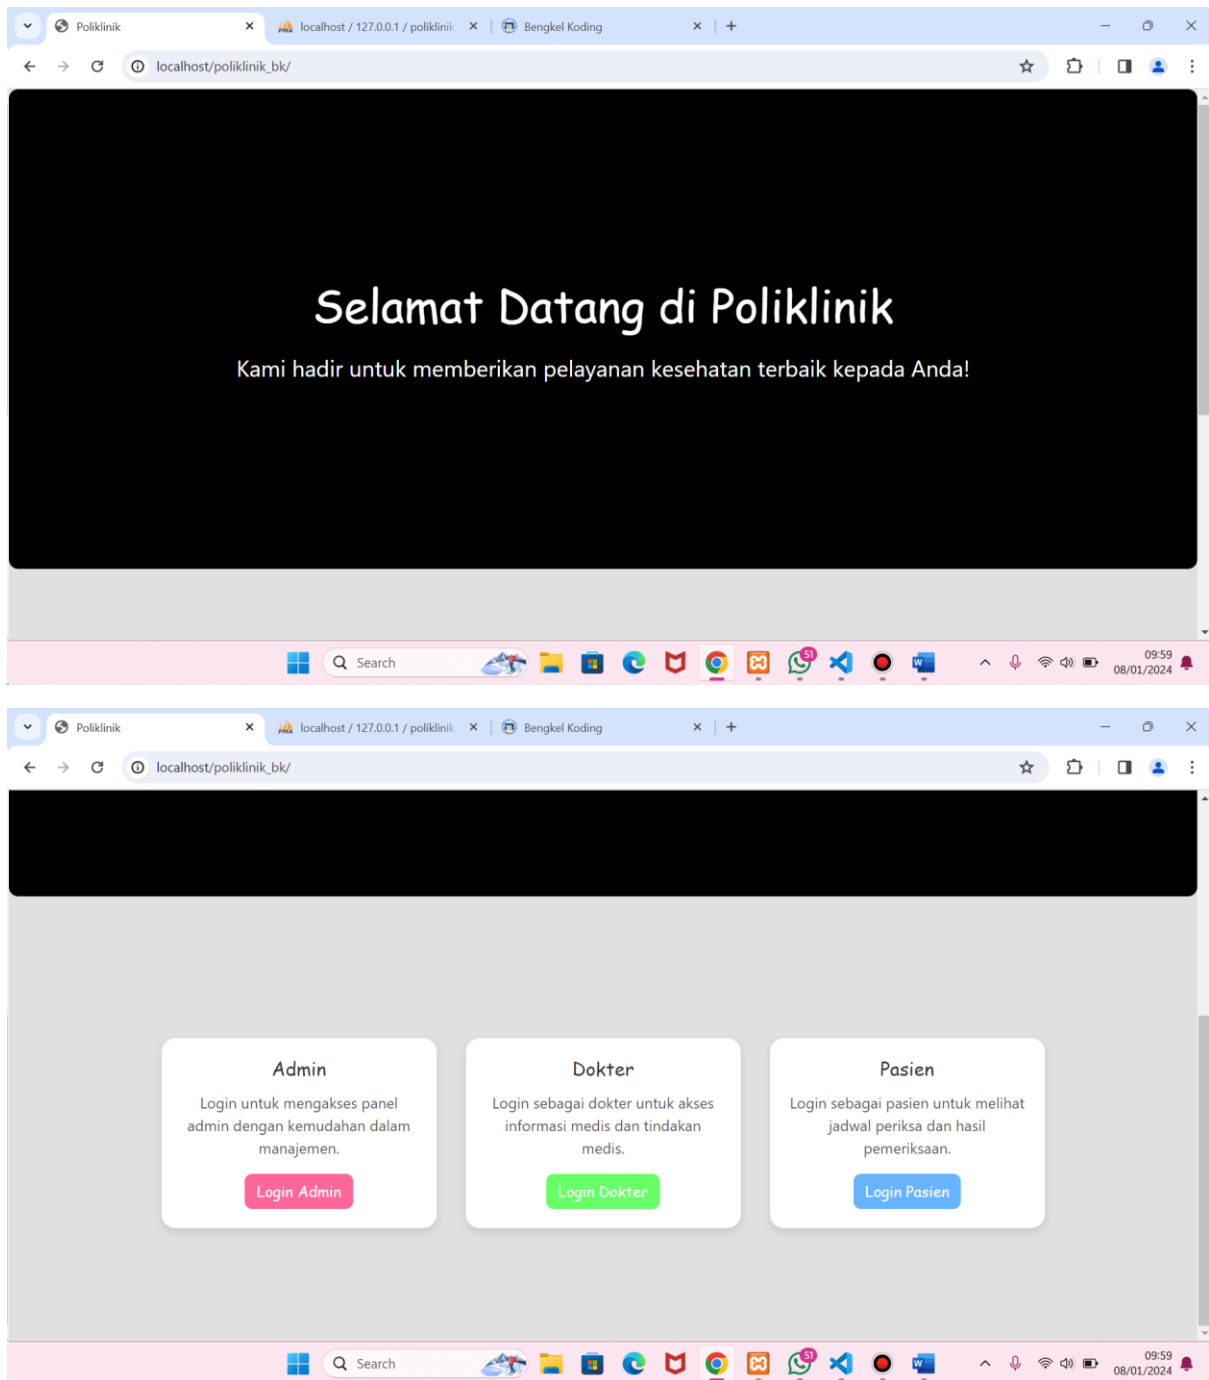 Poliklinik
localhost / 127.0.0.1 / poliklinik_
Bengkel Koding
localhost/poliklinik_bk/
Selamat Datang di Poliklinik
Kami hadir untuk memberikan pelayanan kesehatan terbaik kepada Anda!
Search
51
09:59
08/01/2024
Poliklinik
localhost / 127.0.0.1 / poliklinik_
Bengkel Koding
localhost/poliklinik_bk/
Admin
Login untuk mengakses panel
admin dengan kemudahan dalam
manajemen.
Login Admin
Dokter
Login sebagai dokter untuk akses
informasi medis dan tindakan
medis.
Login Dokter
Pasien
Login sebagai pasien untuk melihat
jadwal periksa dan hasil
pemeriksaan.
Login Pasien
Search
51
09:59
08/01/2024